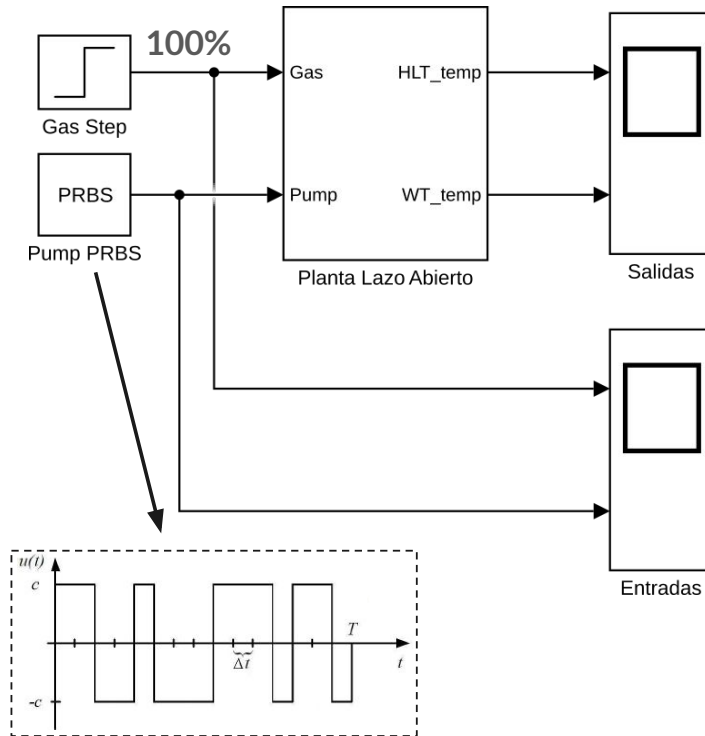 100%
Gas Step
Gas
HLT_temp
PRBS
Pump PRBS
Pump
WT_temp
Planta Lazo Abierto
Salidas
Entradas
u(t)
c
T
Δt
t
-c